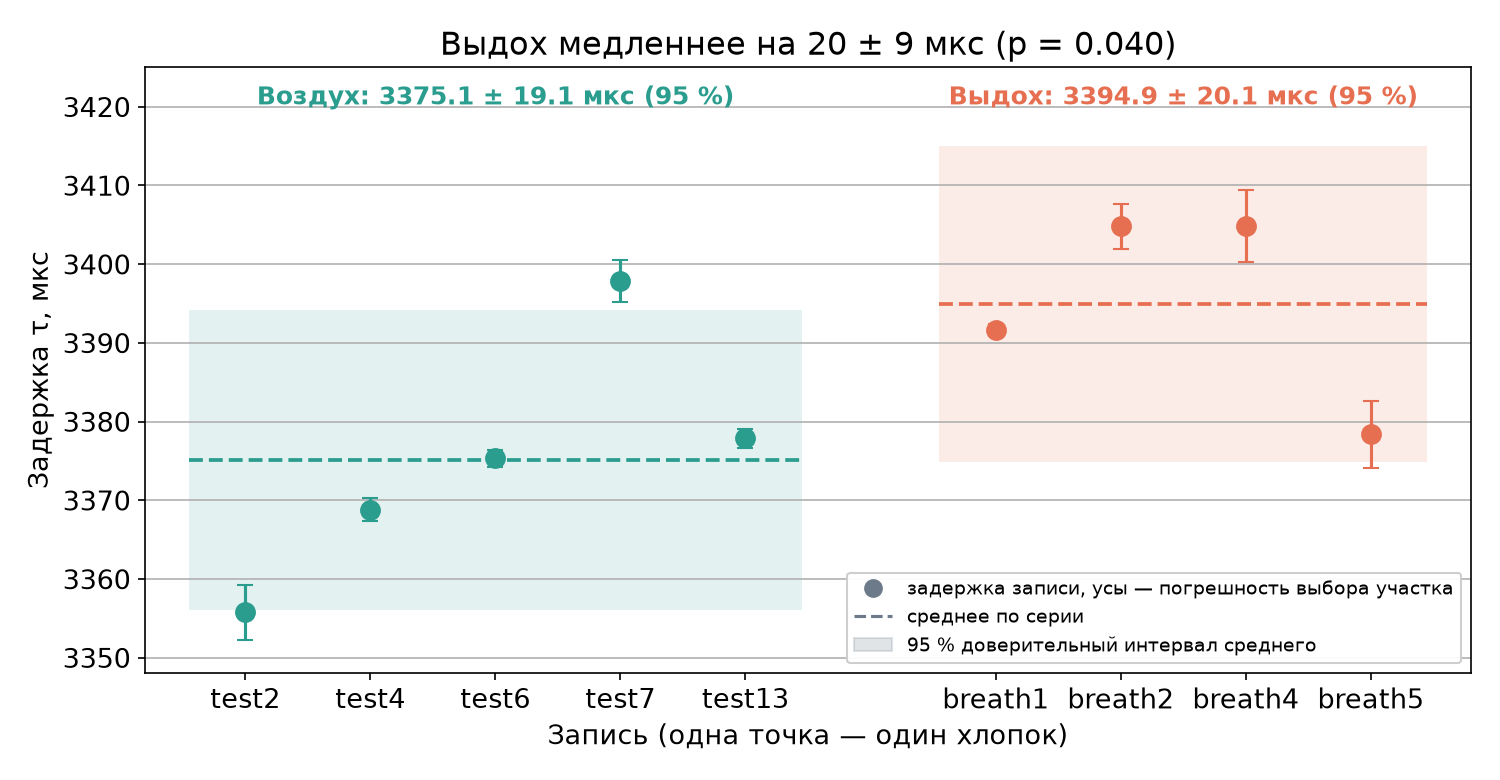 Выдох медленнее на 20 ± 9 мкс (p = 0.040)
Воздух: 3375.1 ± 19.1 мкс (95 %)
Выдох: 3394.9 ± 20.1 мкс (95 %)
Задержка τ, мкс
3420
3410
3400
3390
3380
3370
3360
3350
задержка записи, усы — погрешность выбора участка
среднее по серии
95 % доверительный интервал среднего
test2 test4 test6 test7 test13 breath1 breath2 breath4 breath5
Запись (одна точка — один хлопок)